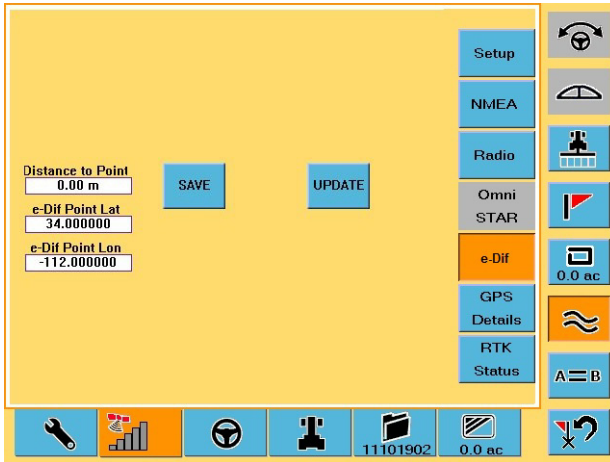 Setup
NMEA
Radio
Omni
STAR
e-Dif
GPS
Details
RTK
Status
Distance to Point
0.00 m
SAVE
UPDATE
e-Dif Point Lat
34.000000
e-Dif Point Lon
-112.000000
0.0 ac
A=B
11101902
0.0 ac